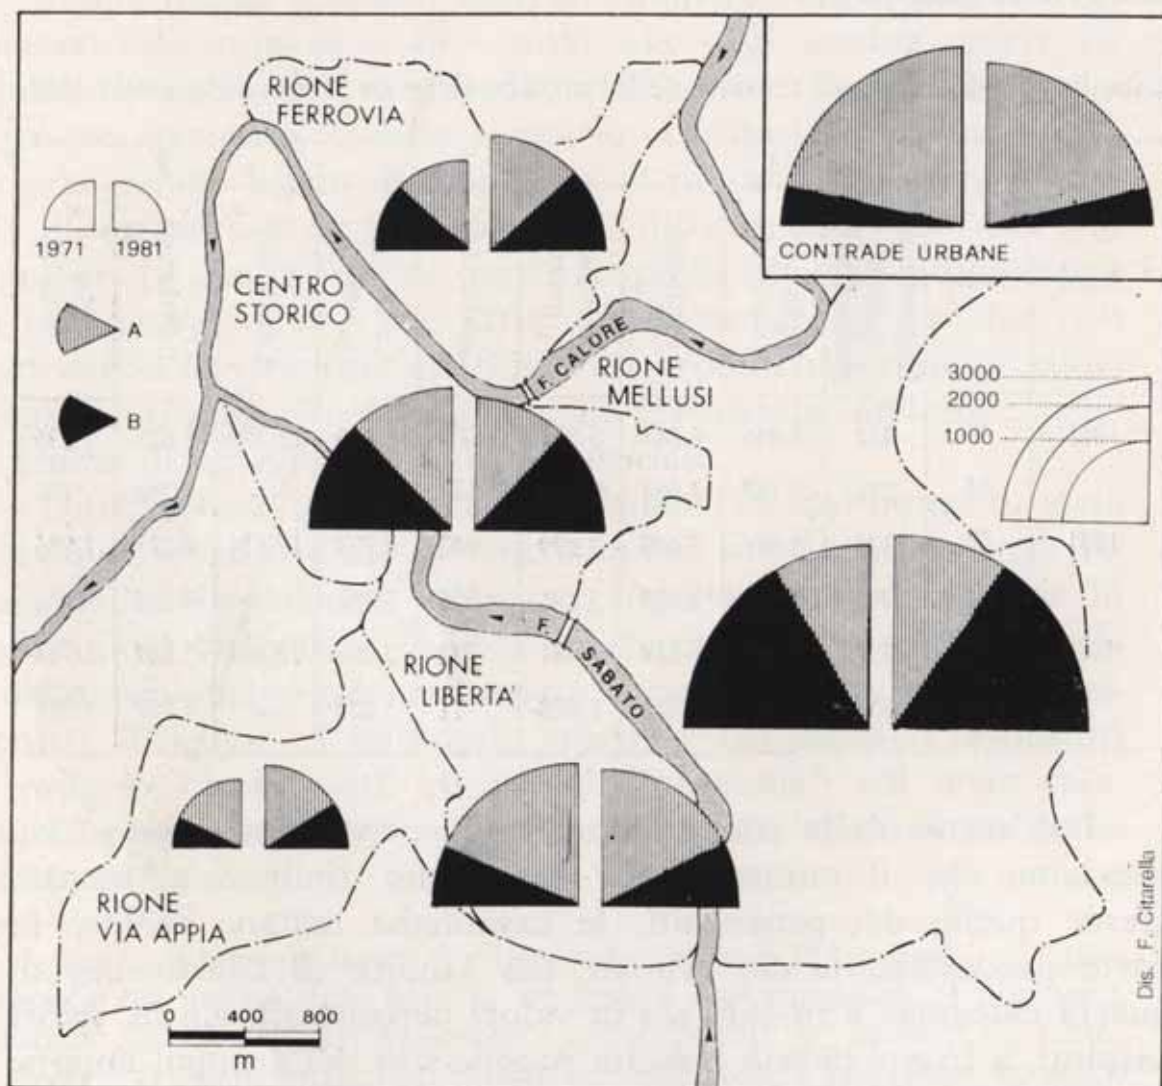 RIONE
FERROVIA
1971 1981
A
B
CENTRO
STORICO
F. CALORE
RIONE
MELLUSI
CONTRADE URBANE
3000
2000
1000
RIONE
LIBERTA'
F. SABATO
RIONE
VIA APPIA
0 400 800
m
Dis. F. Citarella